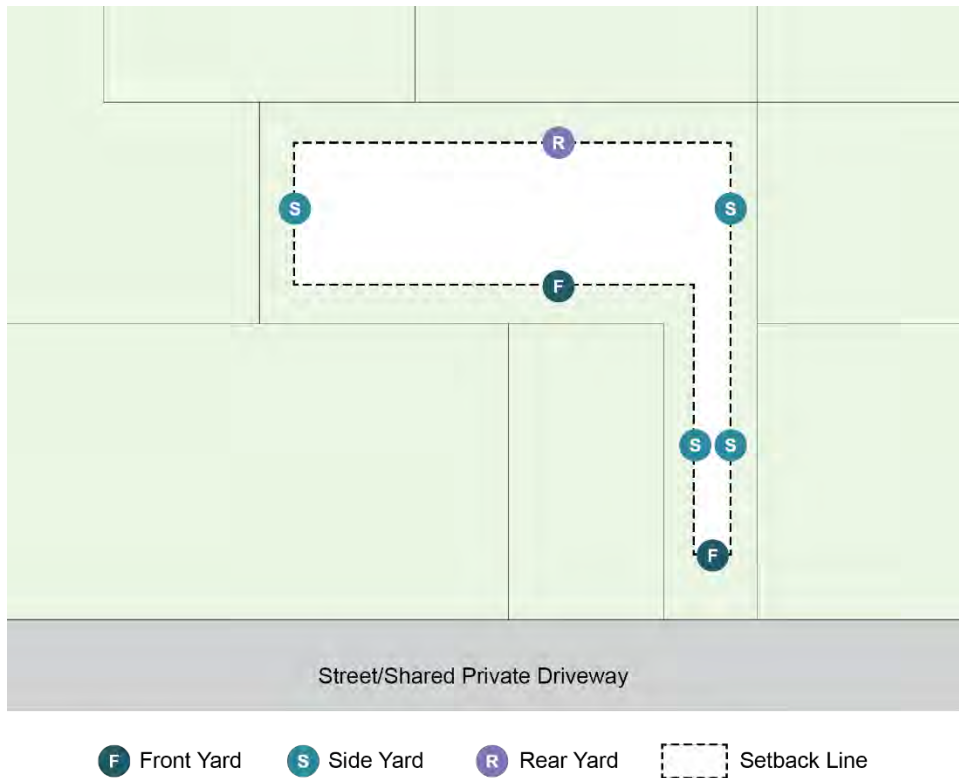 R
S S
F
S S
F
Street/Shared Private Driveway
F Front Yard S Side Yard R Rear Yard Setback Line